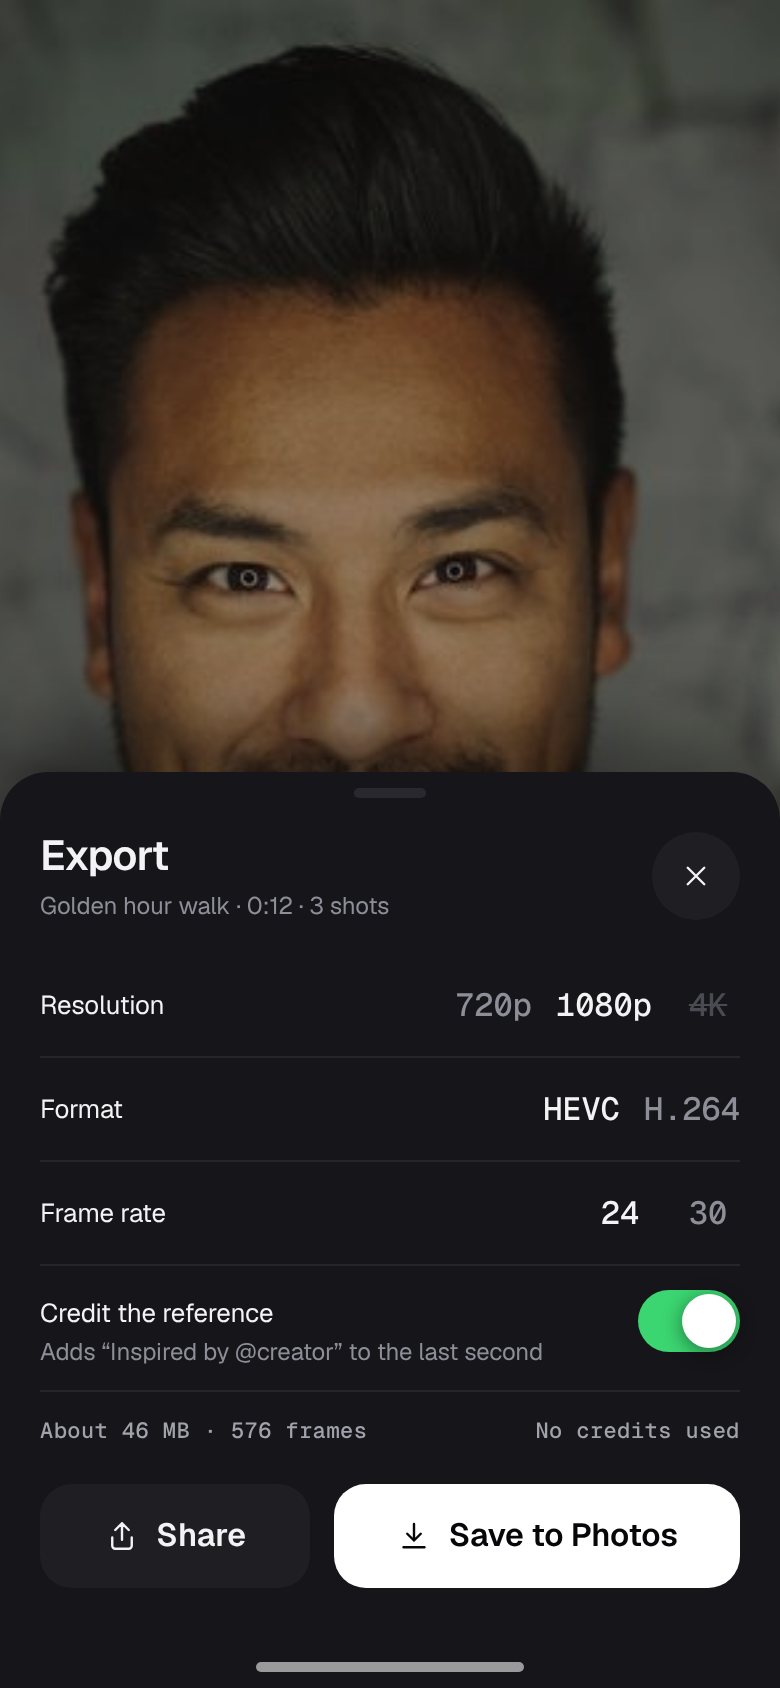 Export
Golden hour walk · 0:12 · 3 shots
Resolution 720p 1080p 4K
Format HEVC H.264
Frame rate 24 30
Credit the reference
Adds “Inspired by @creator” to the last second
About 46 MB · 576 frames No credits used
Share Save to Photos